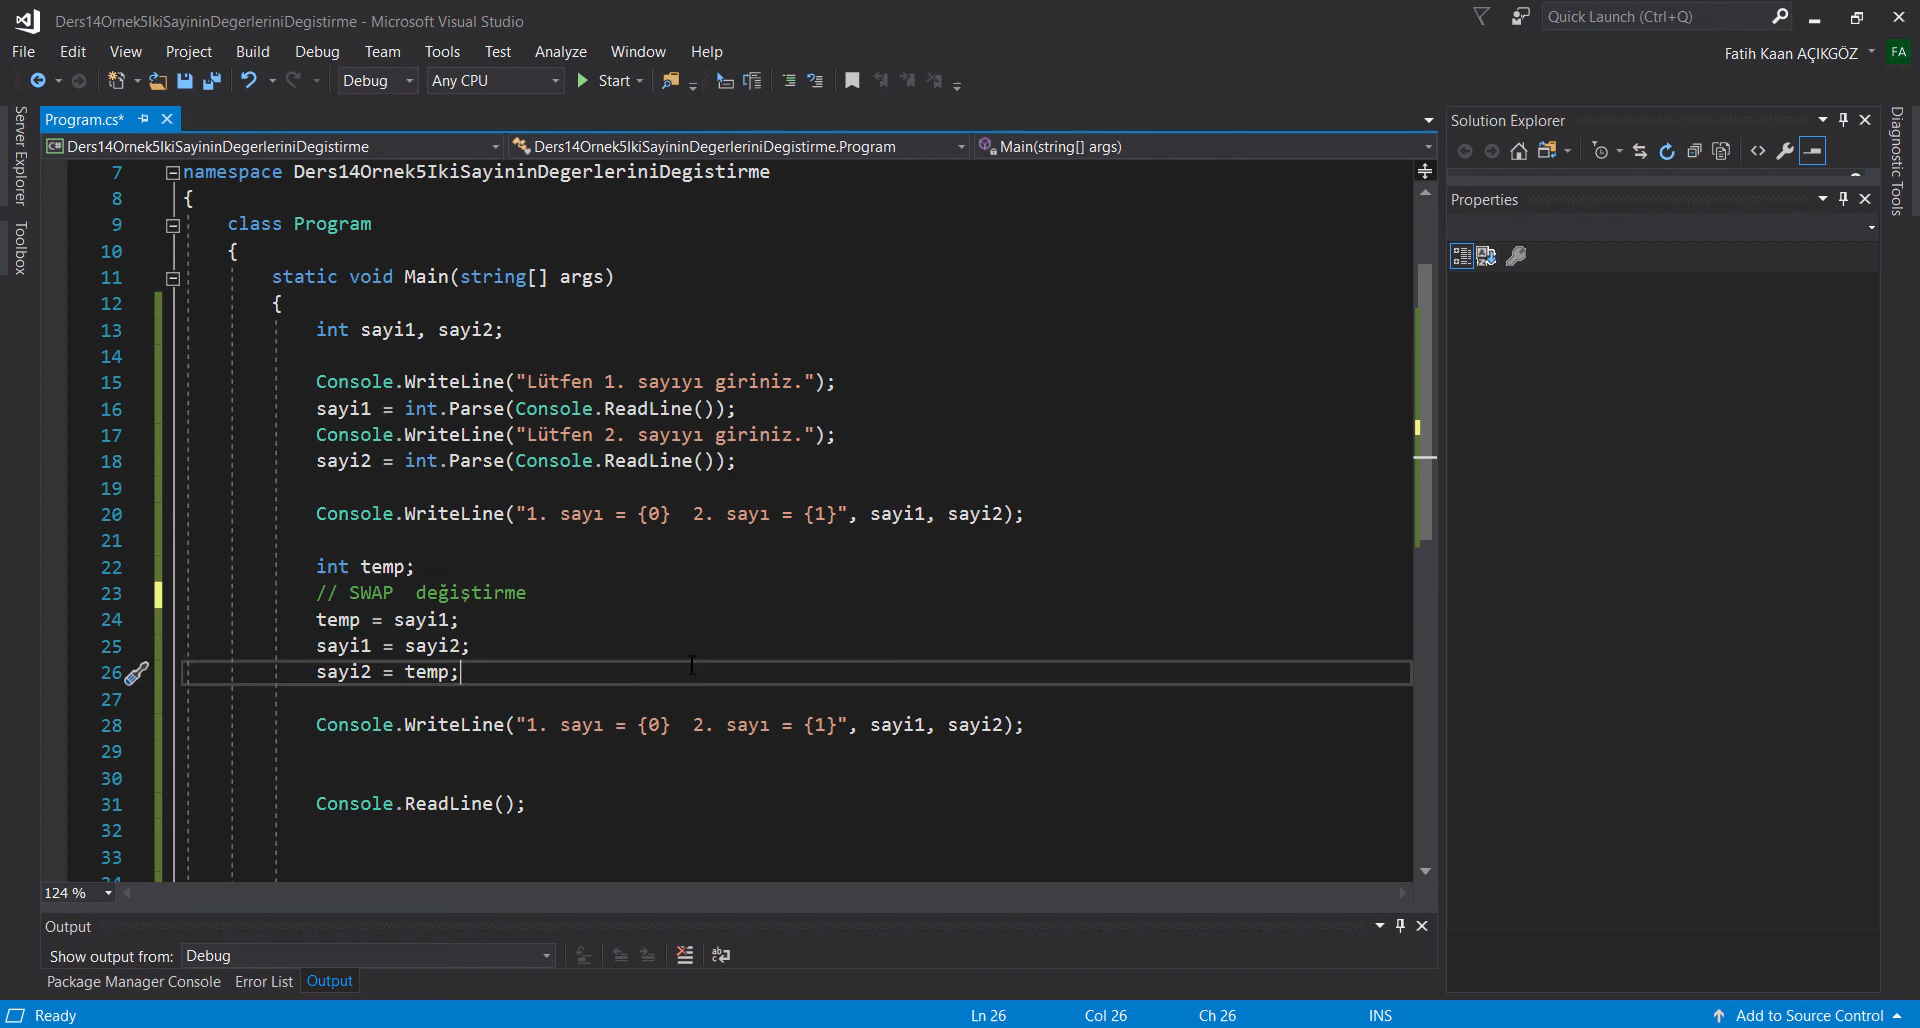 Ders14Ornek5IkiSayininDegerleriniDegistirme - Microsoft Visual Studio
Quick Launch (Ctrl+Q)
File Edit View Project Build Debug Team Tools Test Analyze Window Help
Fatih Kaan AÇIKGÖZ FA
Debug Any CPU Start
Server Explorer
Toolbox
Program.cs*
Ders14Ornek5IkiSayininDegerleriniDegistirme Ders14Ornek5IkiSayininDegerleriniDegistirme.Program Main(string[] args)
7 namespace Ders14Ornek5IkiSayininDegerleriniDegistirme
8 {
9 class Program
10 {
11 static void Main(string[] args)
12 {
13 int sayi1, sayi2;
14
15 Console.WriteLine("Lütfen 1. sayıyı giriniz.");
16 sayi1 = int.Parse(Console.ReadLine());
17 Console.WriteLine("Lütfen 2. sayıyı giriniz.");
18 sayi2 = int.Parse(Console.ReadLine());
19
20 Console.WriteLine("1. sayı = {0}  2. sayı = {1}", sayi1, sayi2);
21
22 int temp;
23 // SWAP  değiştirme
24 temp = sayi1;
25 sayi1 = sayi2;
26 sayi2 = temp;
27
28 Console.WriteLine("1. sayı = {0}  2. sayı = {1}", sayi1, sayi2);
29
30
31 Console.ReadLine();
32
33
34
124 %
Output
Show output from: Debug
Package Manager Console Error List Output
Solution Explorer
Properties
Diagnostic Tools
Ready Ln 26 Col 26 Ch 26 INS Add to Source Control